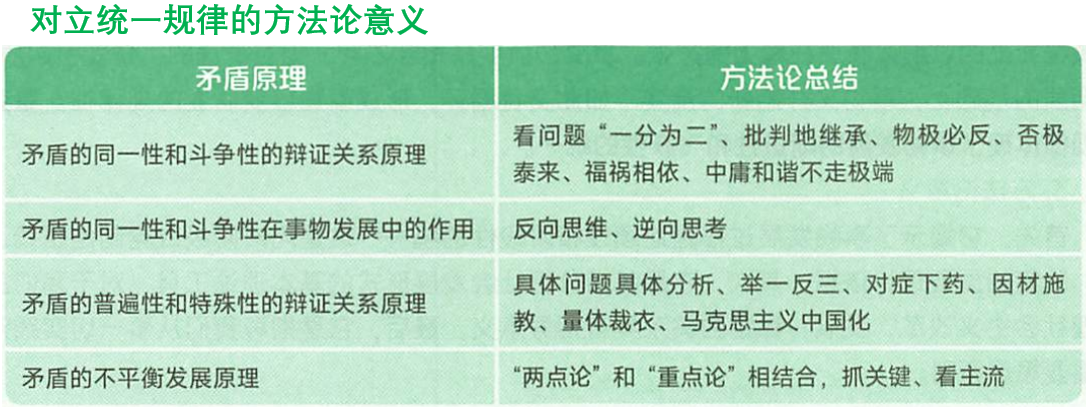 对立统一规律的方法论意义
矛盾原理
方法论总结
矛盾的同一性和斗争性的辩证关系原理
看问题“一分为二”、批判地继承、物极必反、否极
泰来、福祸相依、中庸和谐不走极端
矛盾的同一性和斗争性在事物发展中的作用
反向思维、逆向思考
矛盾的普遍性和特殊性的辩证关系原理
具体问题具体分析、举一反三、对症下药、因材施
教、量体裁衣、马克思主义中国化
矛盾的不平衡发展原理
“两点论”和“重点论”相结合，抓关键、看主流